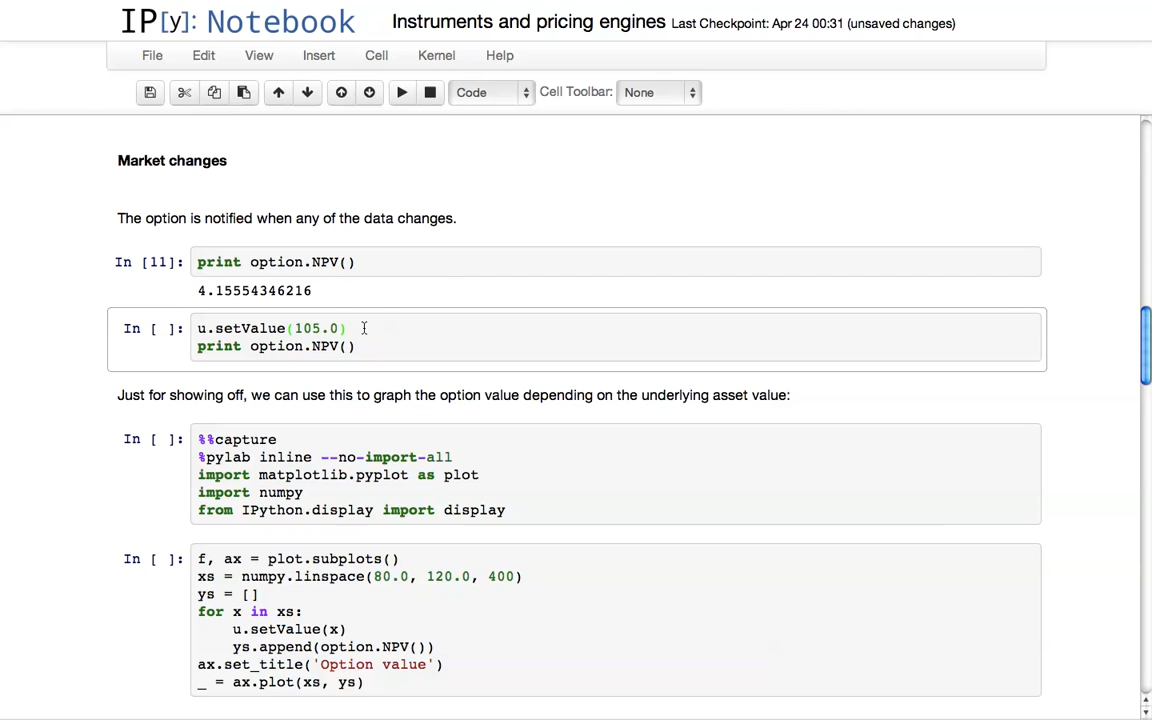 IP[y]: Notebook Instruments and pricing engines Last Checkpoint: Apr 24 00:31 (unsaved changes)
File Edit View Insert Cell Kernel Help
Code Cell Toolbar: None
Market changes
The option is notified when any of the data changes.
In [11]: print option.NPV()
4.15554346216
In [ ]: u.setValue(105.0)
print option.NPV()
Just for showing off, we can use this to graph the option value depending on the underlying asset value:
In [ ]: %%capture
%pylab inline --no-import-all
import matplotlib.pyplot as plot
import numpy
from IPython.display import display
In [ ]: f, ax = plot.subplots()
xs = numpy.linspace(80.0, 120.0, 400)
ys = []
for x in xs:
    u.setValue(x)
    ys.append(option.NPV())
ax.set_title('Option value')
_ = ax.plot(xs, ys)